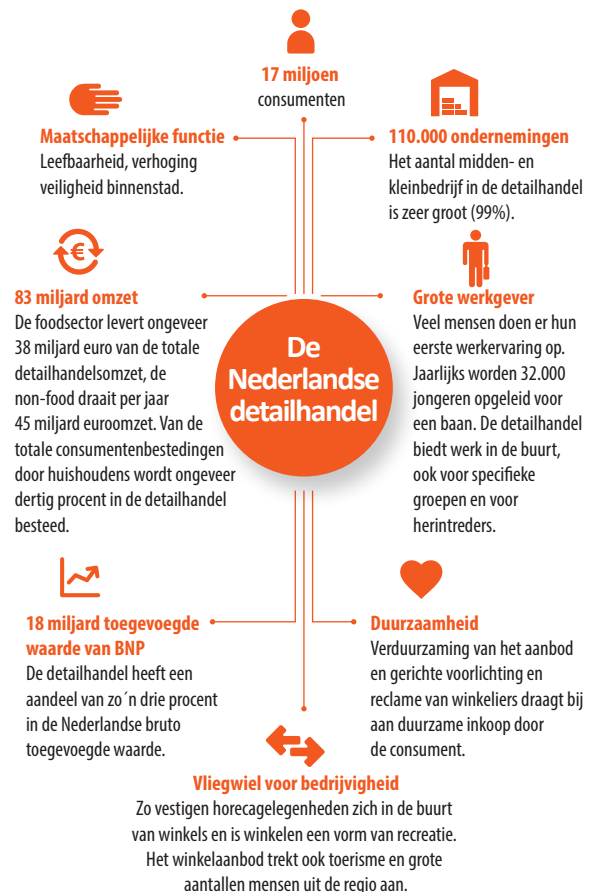 17 miljoen
consumenten
Maatschappelijke functie
Leefbaarheid, verhoging
veiligheid binnenstad.
110.000 ondernemingen
Het aantal midden- en
kleinbedrijf in de detailhandel
is zeer groot (99%).
€
83 miljard omzet
De foodsector levert ongeveer
38 miljard euro van de totale
detailhandelsomzet, de
non-food draait per jaar
45 miljard euroomzet. Van de
totale consumentenbestedingen
door huishoudens wordt ongeveer
dertig procent in de detailhandel
besteed.
De
Nederlandse
detailhandel
Grote werkgever
Veel mensen doen er hun
eerste werkervaring op.
Jaarlijks worden 32.000
jongeren opgeleid voor
een baan. De detailhandel
biedt werk in de buurt,
ook voor specifieke
groepen en voor
herintreders.
18 miljard toegevoegde
waarde van BNP
De detailhandel heeft een
aandeel van zo´n drie procent
in de Nederlandse bruto
toegevoegde waarde.
Duurzaamheid
Verduurzaming van het aanbod
en gerichte voorlichting en
reclame van winkeliers draagt bij
aan duurzame inkoop door
de consument.
Vliegwiel voor bedrijvigheid
Zo vestigen horecagelegenheden zich in de buurt
van winkels en is winkelen een vorm van recreatie.
Het winkelaanbod trekt ook toerisme en grote
aantallen mensen uit de regio aan.